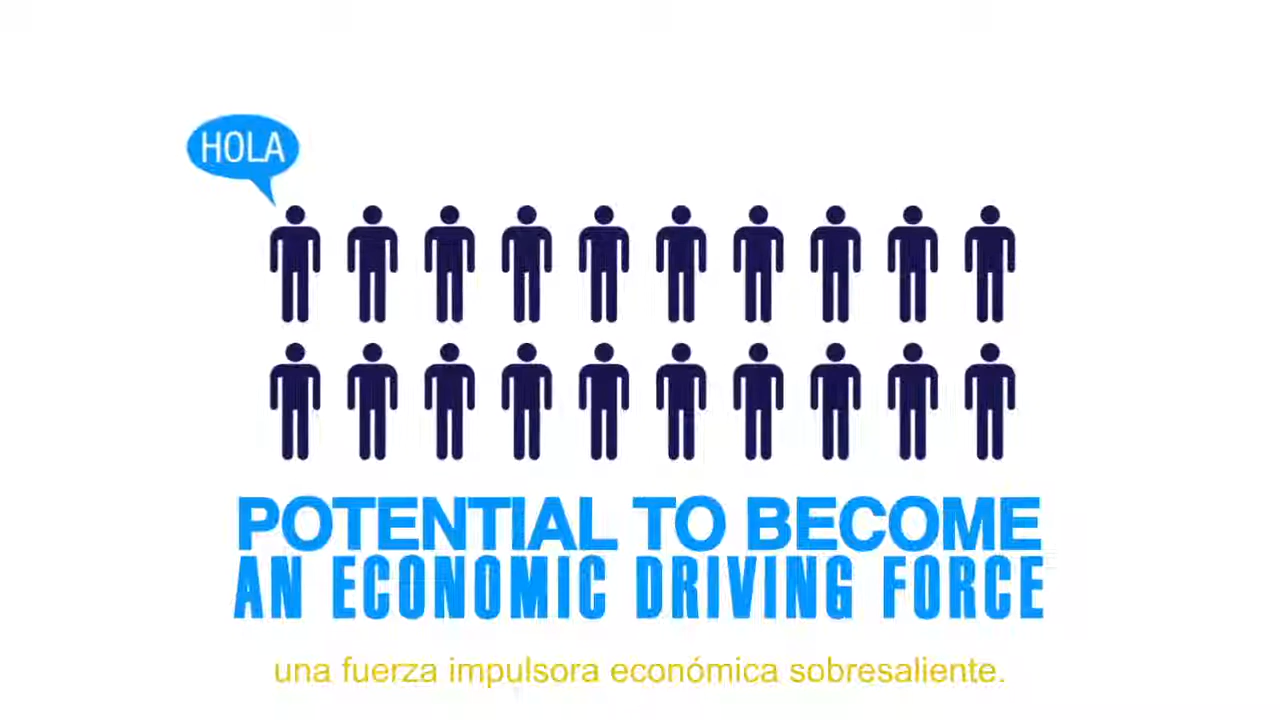 HOLA
POTENTIAL TO BECOME
AN ECONOMIC DRIVING FORCE
una fuerza impulsora económica sobresaliente.